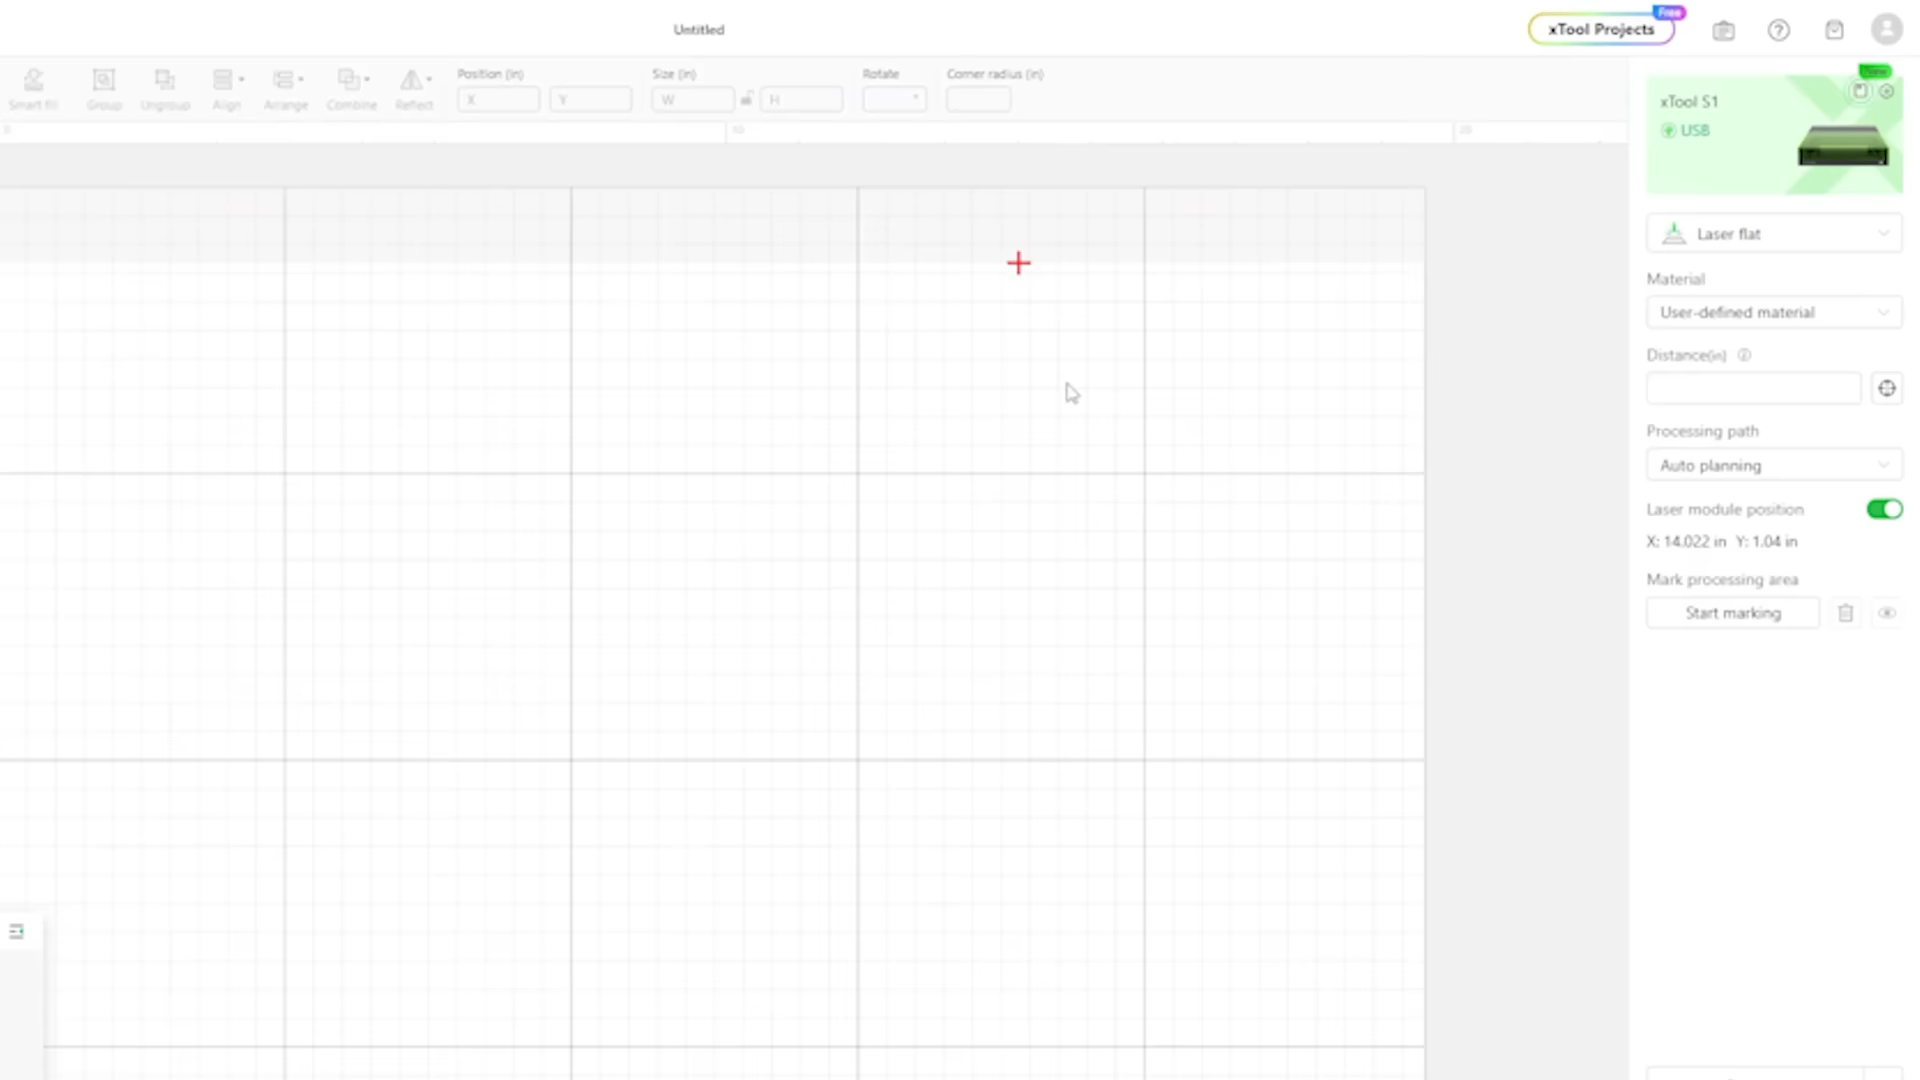 Untitled
xTool Projects
Free
Smart fill
Group
Ungroup
Align
Arrange
Combine
Reflect
Position (in)
X
Y
Size (in)
W
H
Rotate
Corner radius (in)
10
xTool S1
USB
Laser flat
Material
User-defined material
Distance(in)
Processing path
Auto planning
Laser module position
X: 14.022 in Y: 1.04 in
Mark processing area
Start marking